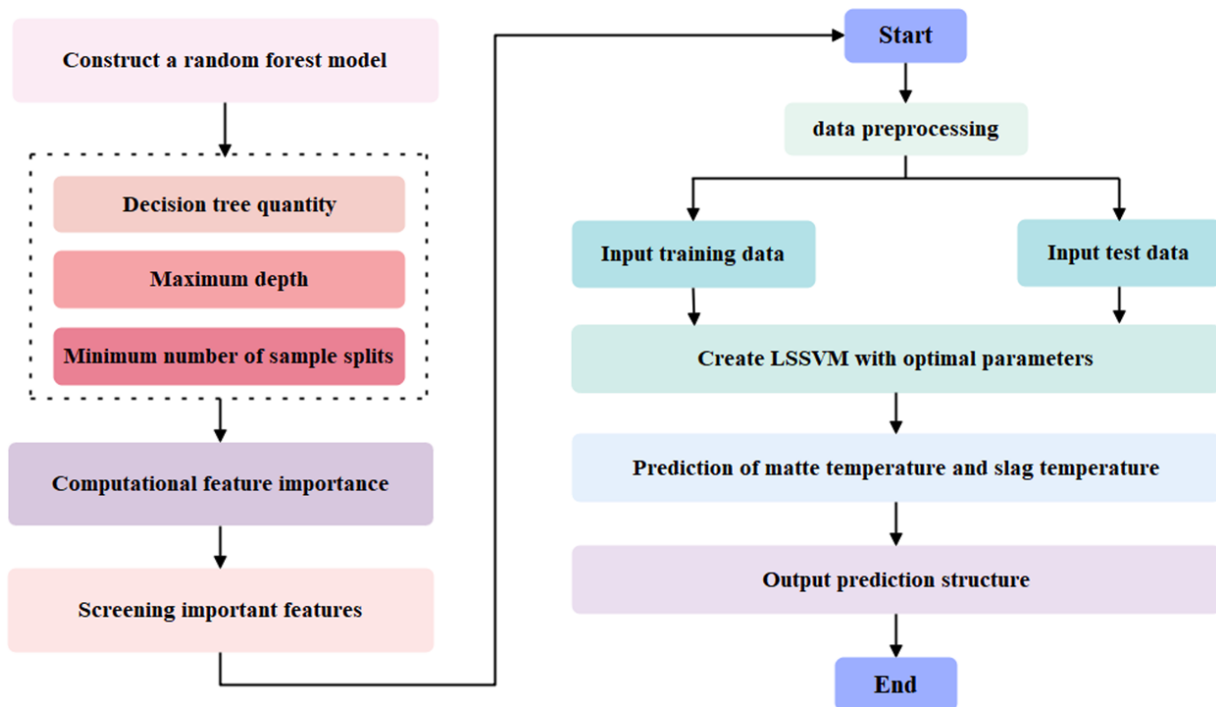 Construct a random forest model
Decision tree quantity
Maximum depth
Minimum number of sample splits
Computational feature importance
Screening important features
Start
data preprocessing
Input training data
Input test data
Create LSSVM with optimal parameters
Prediction of matte temperature and slag temperature
Output prediction structure
End